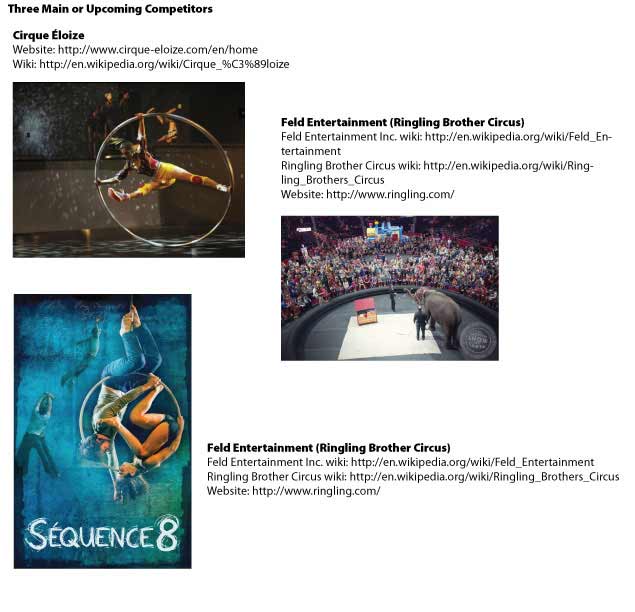 Three Main or Upcoming Competitors
Cirque Éloize
Website: http://www.cirque-eloize.com/en/home
Wiki: http://en.wikipedia.org/wiki/Cirque_%C3%89loize
Feld Entertainment (Ringling Brother Circus)
Feld Entertainment Inc. wiki: http://en.wikipedia.org/wiki/Feld_En-
tertainment
Ringling Brother Circus wiki: http://en.wikipedia.org/wiki/Ring-
ling_Brothers_Circus
Website: http://www.ringling.com/
SÉQUENCE 8
Feld Entertainment (Ringling Brother Circus)
Feld Entertainment Inc. wiki: http://en.wikipedia.org/wiki/Feld_Entertainment
Ringling Brother Circus wiki: http://en.wikipedia.org/wiki/Ringling_Brothers_Circus
Website: http://www.ringling.com/